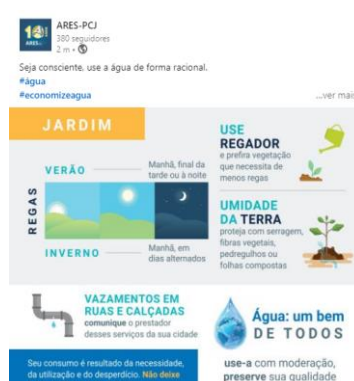 ARES-PCJ
380 seguidores
2 m •
Seja consciente, use a água de forma racional.
#água
#economizeagua
...ver mais
JARDIM
REGAS
VERÃO
Manhã, final da
tarde ou à noite
INVERNO
Manhã, em
dias alternados
USE
REGADOR
e prefira vegetação
que necessita de
menos regas
UMIDADE
DA TERRA
proteja com serragem,
fibras vegetais,
pedregulhos ou
folhas compostas
VAZAMENTOS EM
RUAS E CALÇADAS
comunique o prestador
desses serviços da sua cidade
Água: um bem
DE TODOS
Seu consumo é resultado da necessidade,
da utilização e do desperdício. Não deixe
use-a com moderação,
preserve sua qualidade